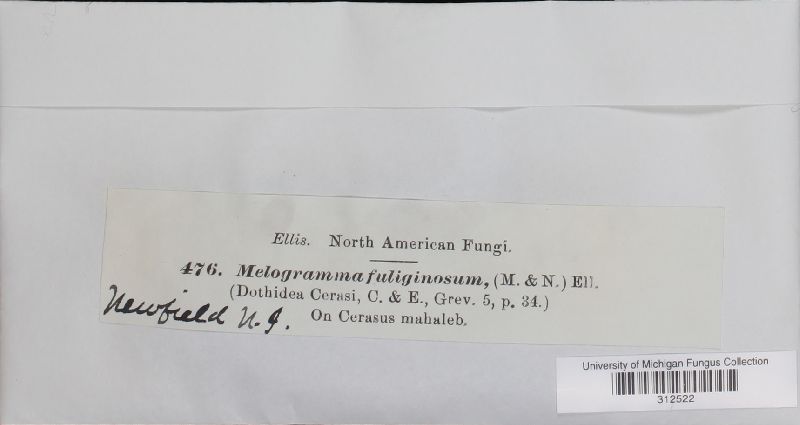 Ellis. North American Fungi.
476. Melogramma fuliginosum, (M. & N.) Ell.
(Dothidea Cerasi, C. & E., Grev. 5, p. 34.)
On Cerasus mahaleb.
Newfield N.J.
University of Michigan Fungus Collection
312522